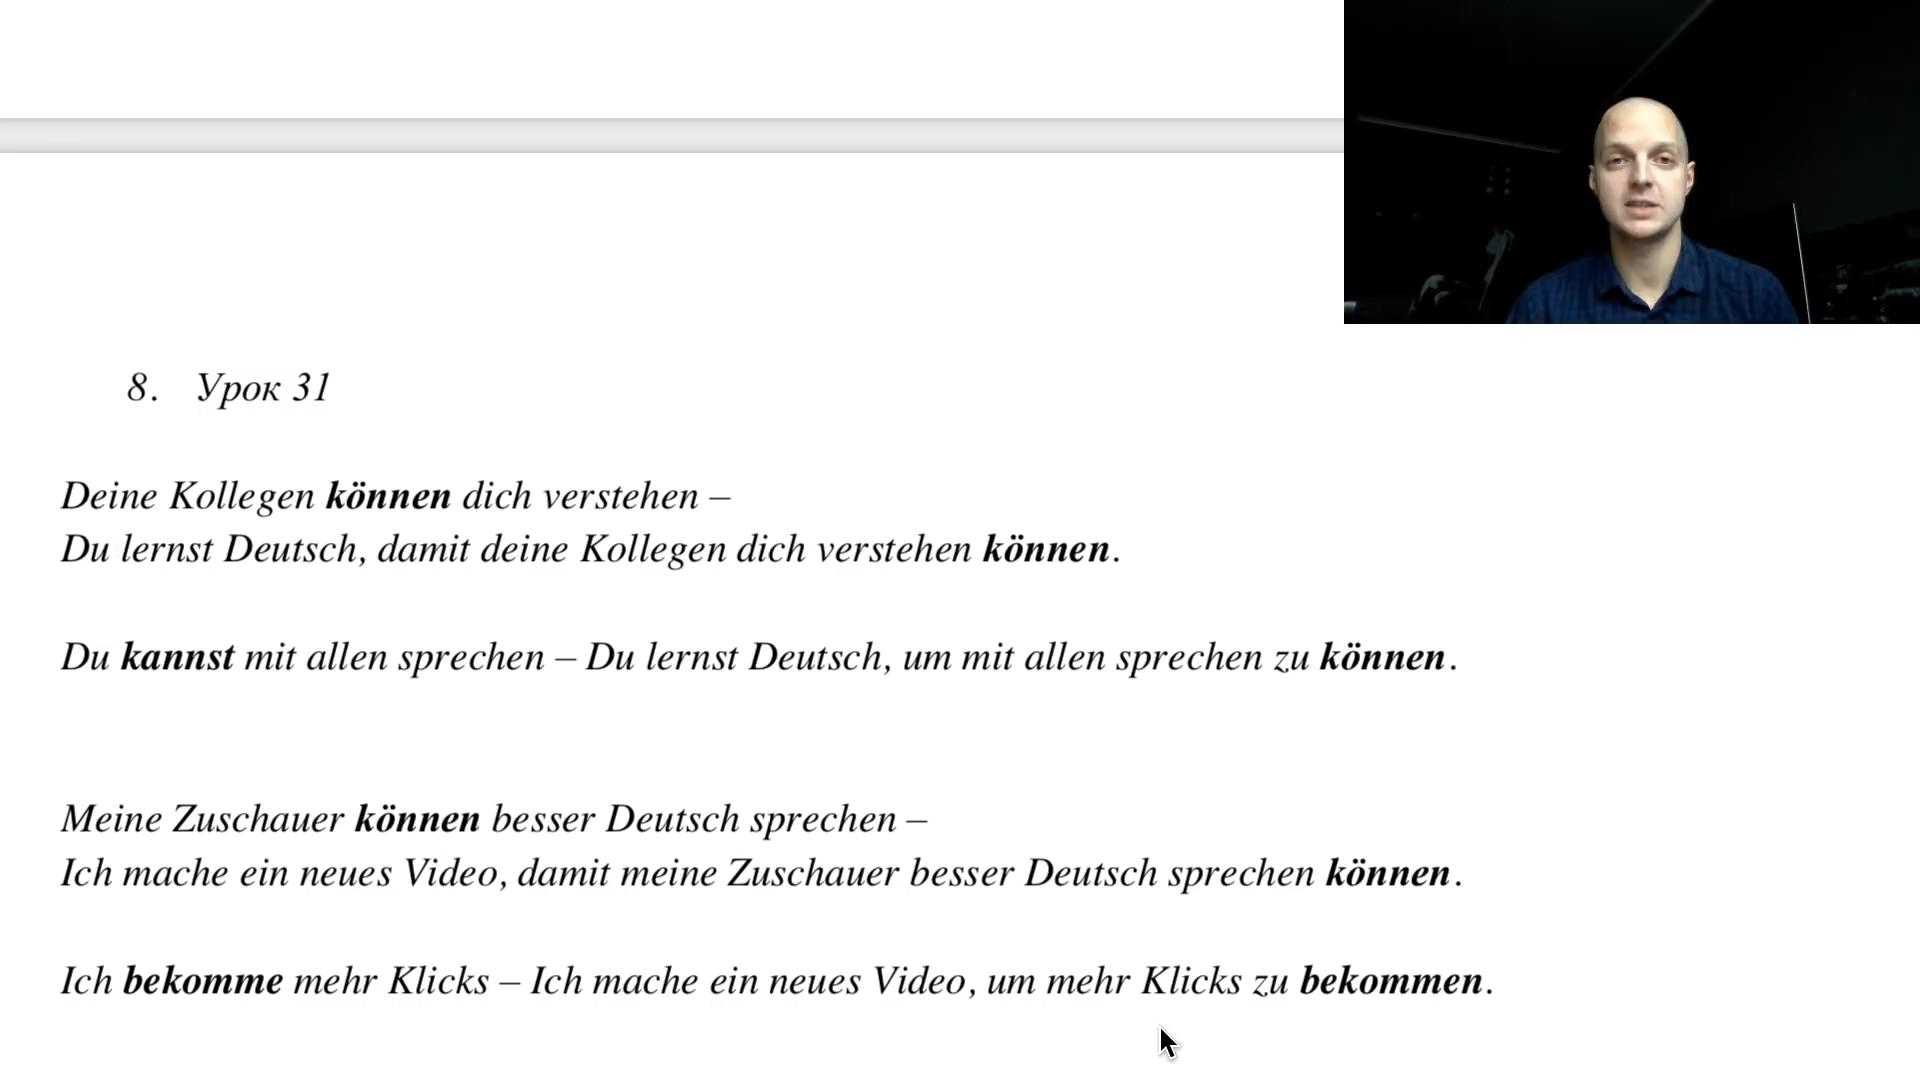 8. Урок 31
Deine Kollegen können dich verstehen –
Du lernst Deutsch, damit deine Kollegen dich verstehen können.
Du kannst mit allen sprechen – Du lernst Deutsch, um mit allen sprechen zu können.
Meine Zuschauer können besser Deutsch sprechen –
Ich mache ein neues Video, damit meine Zuschauer besser Deutsch sprechen können.
Ich bekomme mehr Klicks – Ich mache ein neues Video, um mehr Klicks zu bekommen.